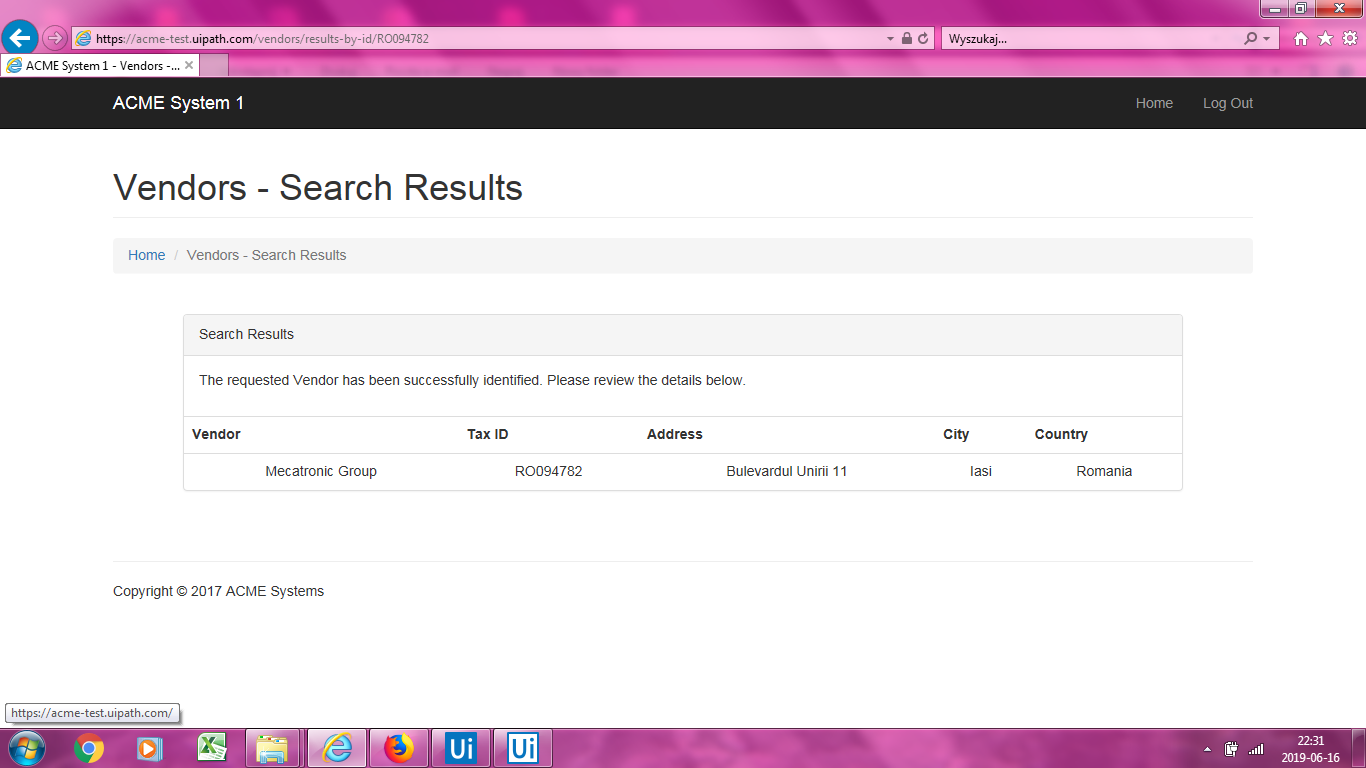 https://acme-test.uipath.com/vendors/results-by-id/RO094782
Wyszukaj...
ACME System 1 - Vendors -...
ACME System 1
Home
Log Out
Vendors - Search Results
Home / Vendors - Search Results
Search Results
The requested Vendor has been successfully identified. Please review the details below.
Vendor Tax ID Address City Country
Mecatronic Group RO094782 Bulevardul Unirii 11 Iasi Romania
Copyright © 2017 ACME Systems
https://acme-test.uipath.com/
Ui
Ui
22:31
2019-06-16